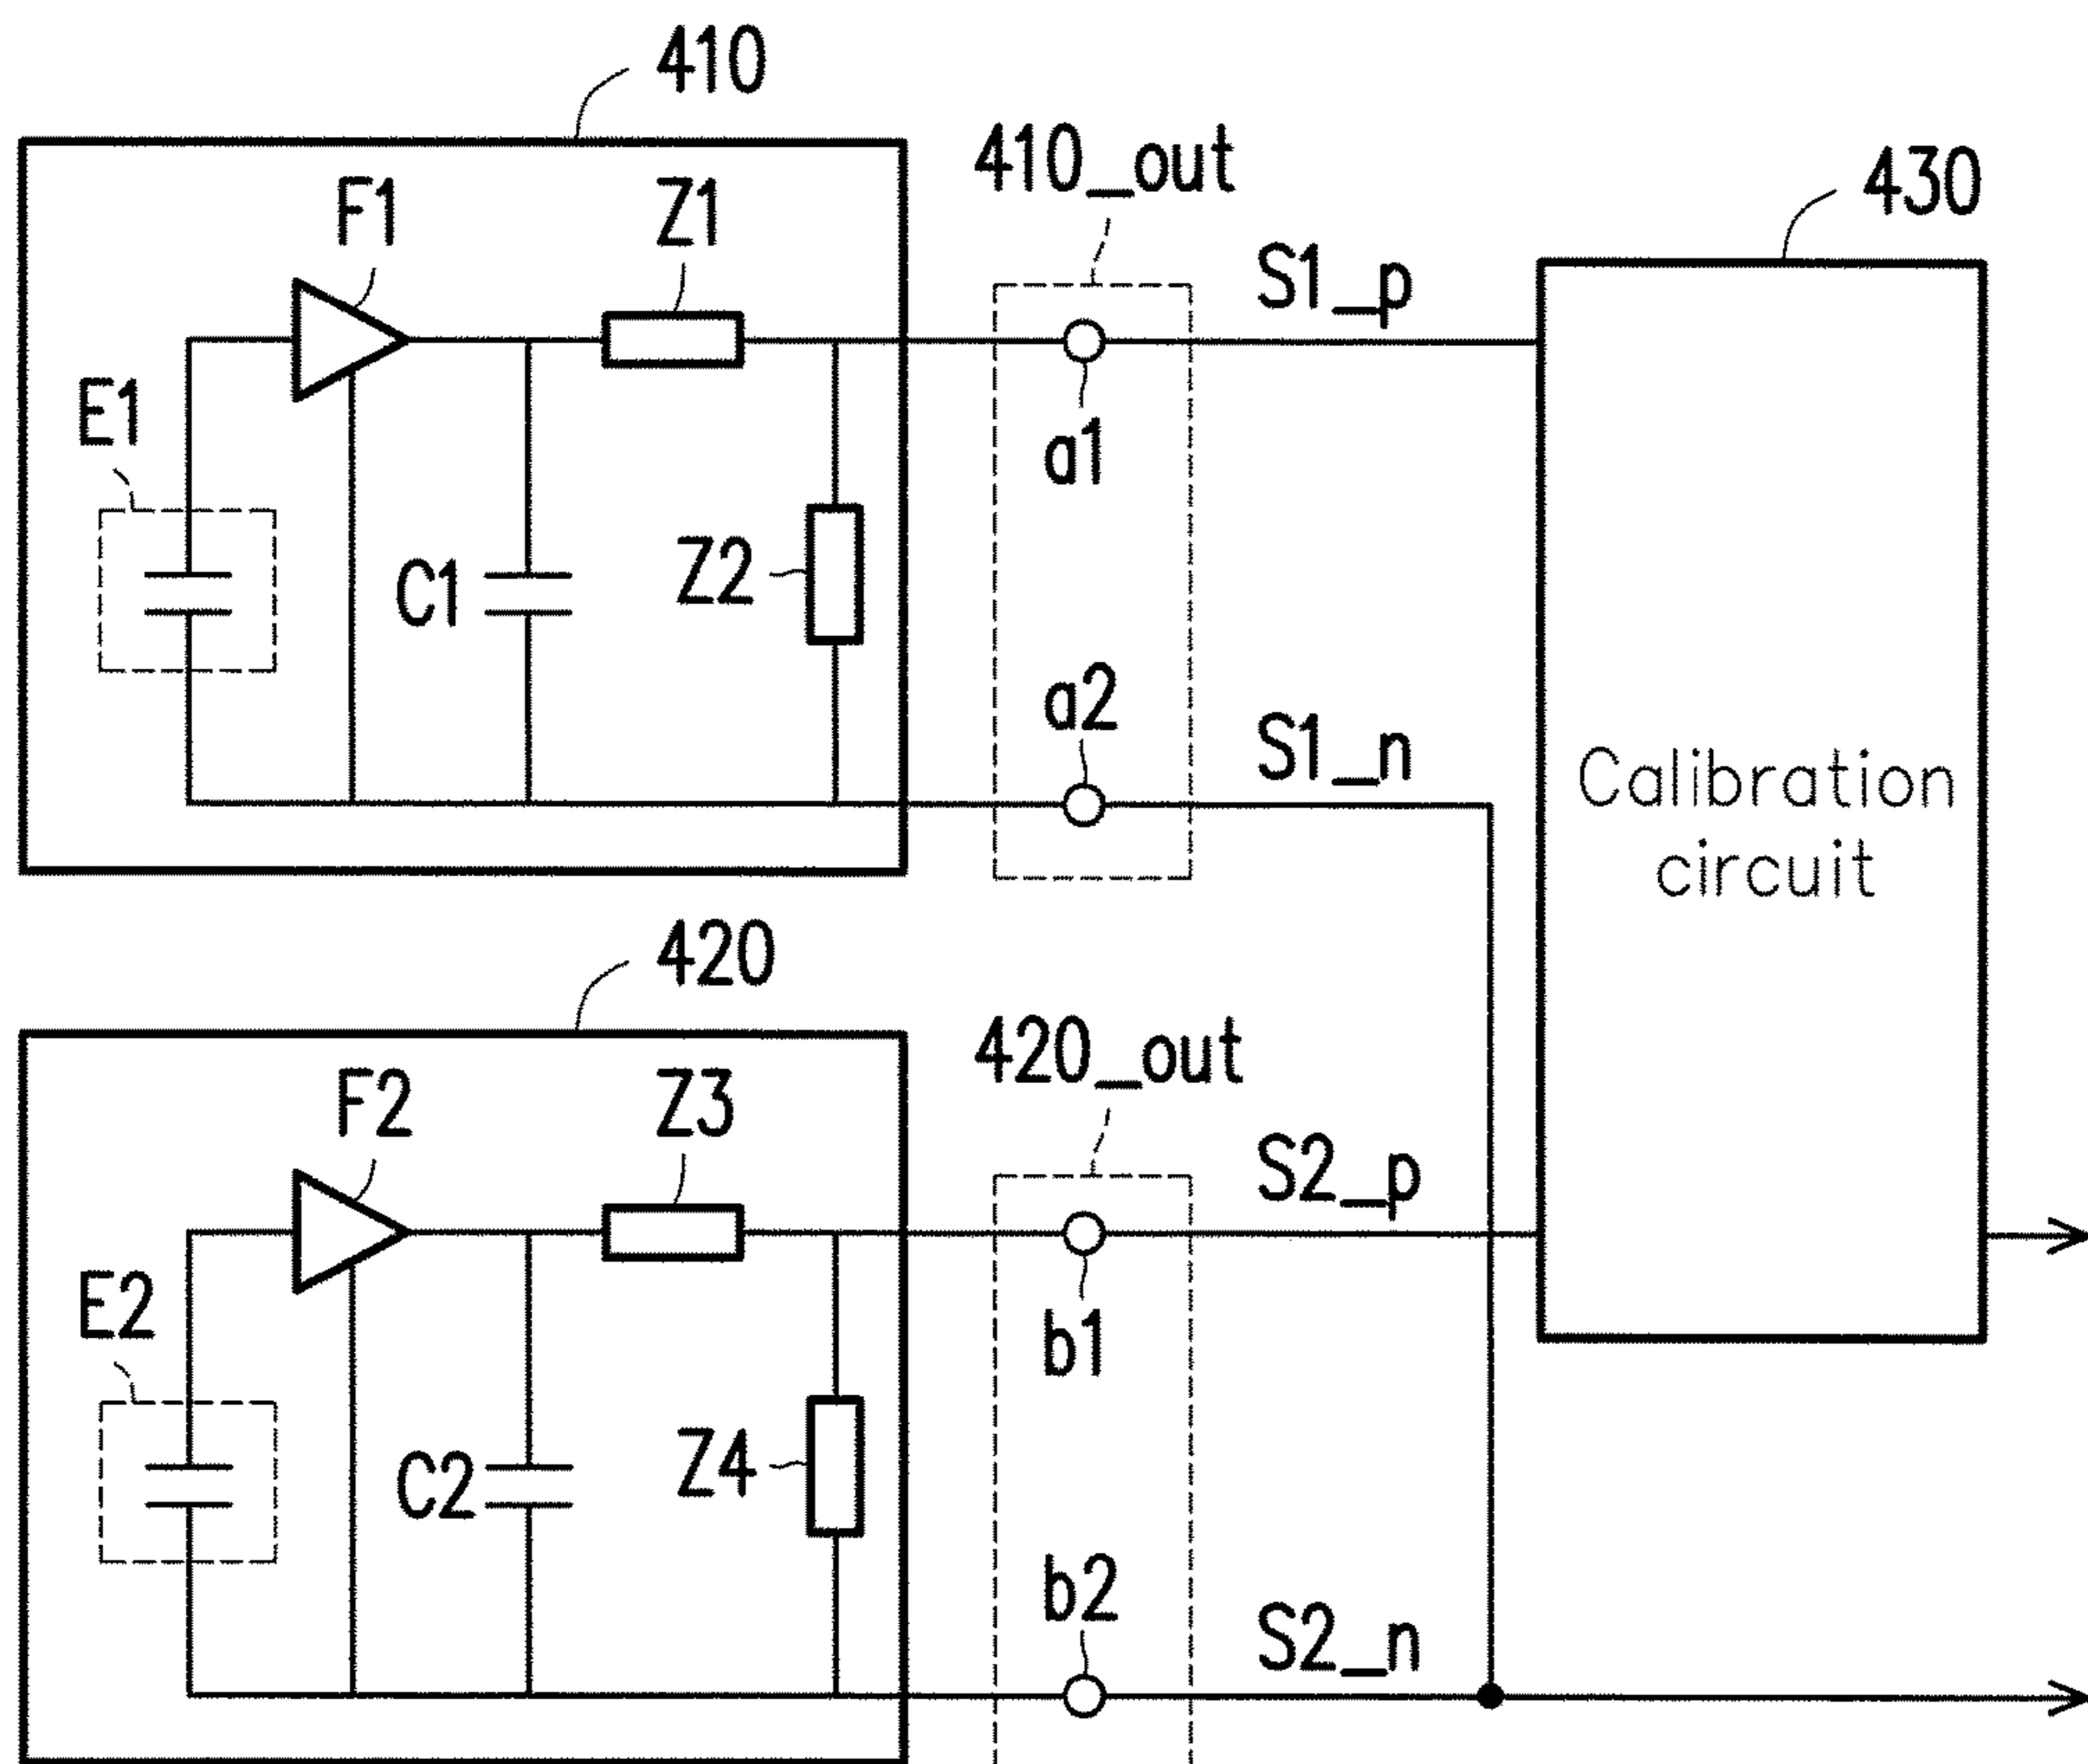 410
410_out
430
F1
Z1
S1_p
E1
a1
C1
Z2
a2
S1_n
Calibration
circuit
420
420_out
F2
Z3
S2_p
E2
b1
C2
Z4
b2
S2_n